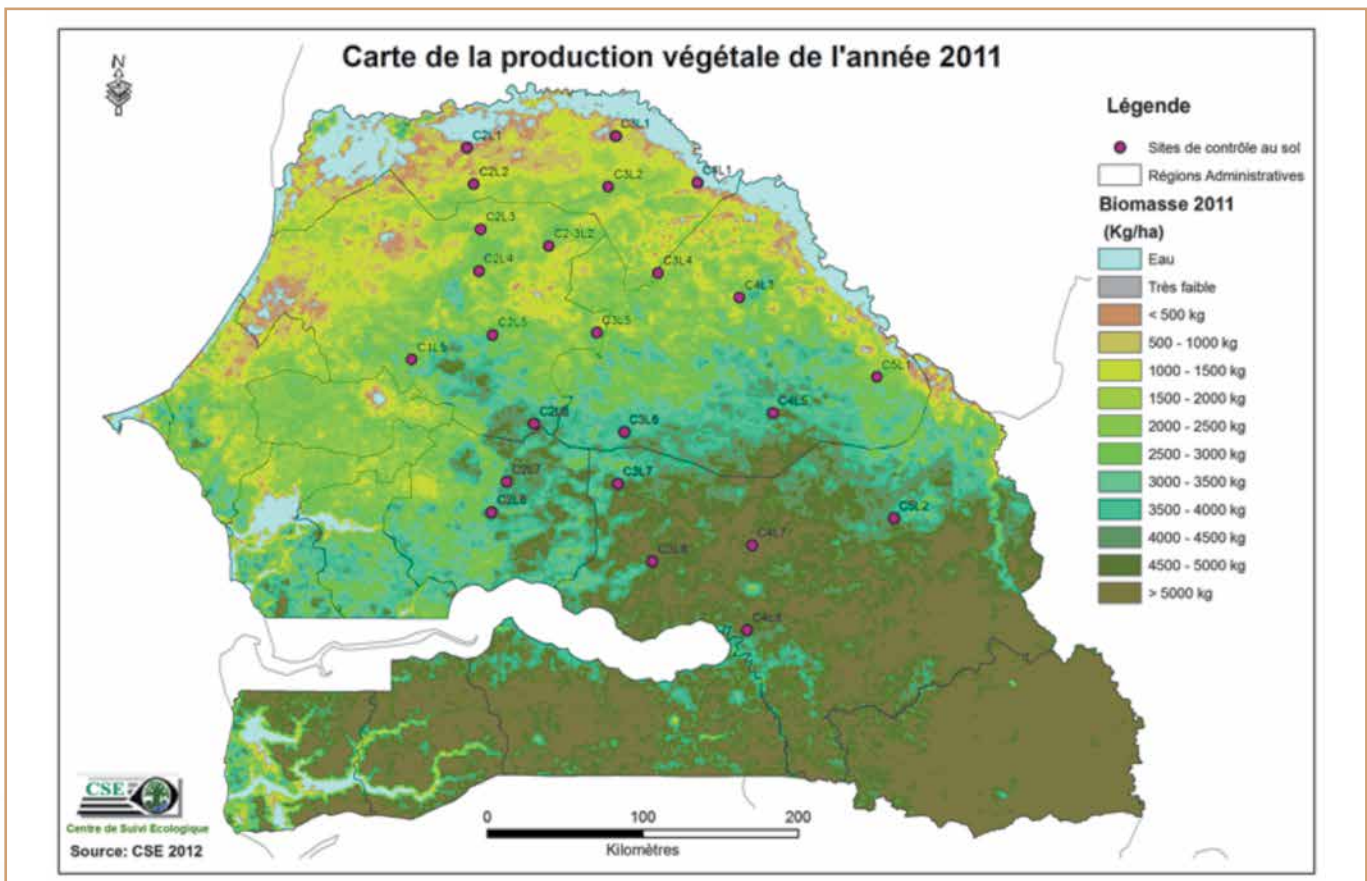 Carte de la production végétale de l'année 2011
N
Légende
Sites de contrôle au sol
Régions Administratives
Biomasse 2011
(Kg/ha)
Eau
Très faible
< 500 kg
500 - 1000 kg
1000 - 1500 kg
1500 - 2000 kg
2000 - 2500 kg
2500 - 3000 kg
3000 - 3500 kg
3500 - 4000 kg
4000 - 4500 kg
4500 - 5000 kg
> 5000 kg
C2L1
C3L1
C2L2
C3L2
C4L1
C2L3
C2-3L2
C2L4
C3L4
C4L3
C2L5
C3L5
C1L5
C5L1
C4L5
C3L6
C2L7
C3L7
C5L2
C4L7
CSE
Centre de Suivi Ecologique
Source: CSE 2012
0 100 200
Kilomètres